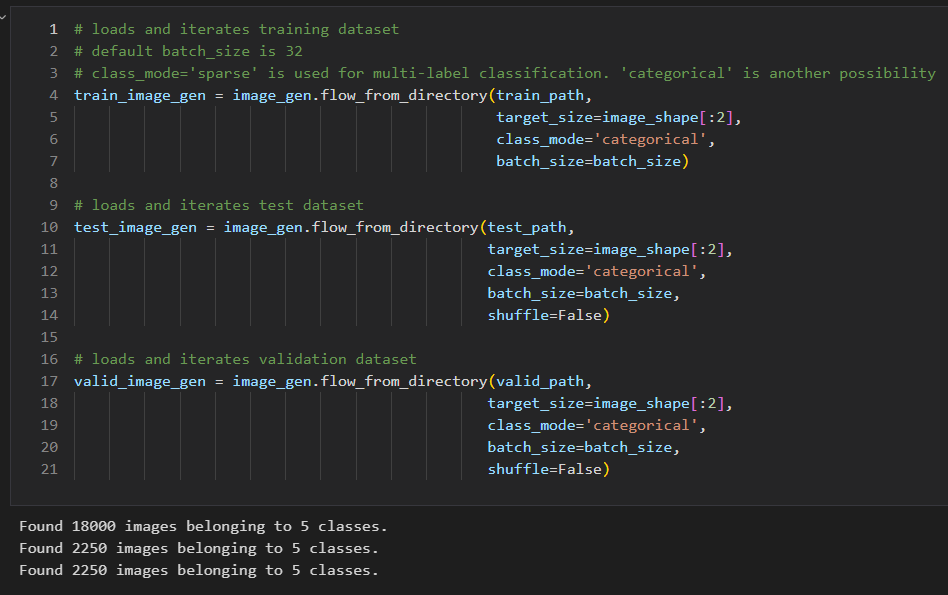 1 # loads and iterates training dataset
2 # default batch_size is 32
3 # class_mode='sparse' is used for multi-label classification. 'categorical' is another possibility
4 train_image_gen = image_gen.flow_from_directory(train_path,
5 target_size=image_shape[:2],
6 class_mode='categorical',
7 batch_size=batch_size)
8
9 # loads and iterates test dataset
10 test_image_gen = image_gen.flow_from_directory(test_path,
11 target_size=image_shape[:2],
12 class_mode='categorical',
13 batch_size=batch_size,
14 shuffle=False)
15
16 # loads and iterates validation dataset
17 valid_image_gen = image_gen.flow_from_directory(valid_path,
18 target_size=image_shape[:2],
19 class_mode='categorical',
20 batch_size=batch_size,
21 shuffle=False)
Found 18000 images belonging to 5 classes.
Found 2250 images belonging to 5 classes.
Found 2250 images belonging to 5 classes.